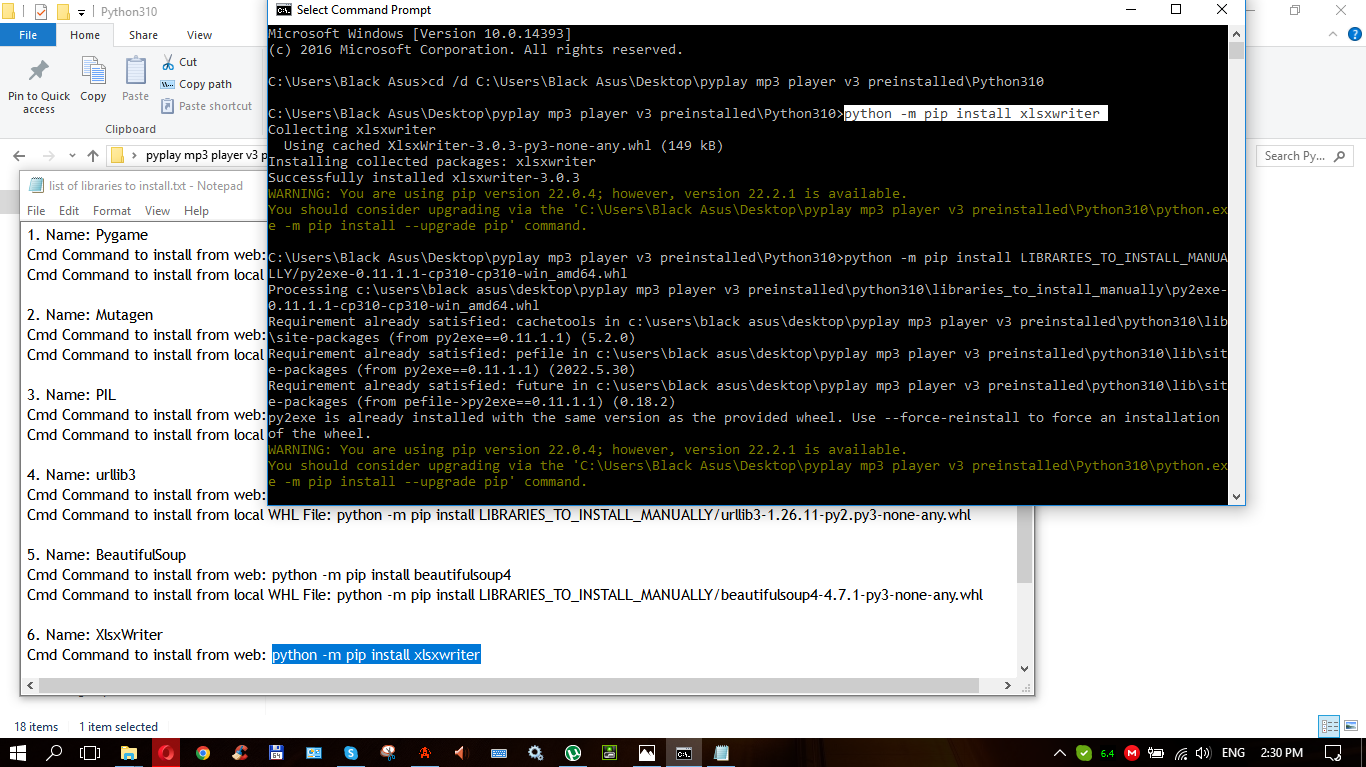 Python310
File
Home
Share
View
Pin to Quick
access
Copy
Paste
Cut
Copy path
Paste shortcut
Clipboard
pyplay mp3 player v3 p
Search Py...
Select Command Prompt
Microsoft Windows [Version 10.0.14393]
(c) 2016 Microsoft Corporation. All rights reserved.
C:\Users\Black Asus>cd /d C:\Users\Black Asus\Desktop\pyplay mp3 player v3 preinstalled\Python310
C:\Users\Black Asus\Desktop\pyplay mp3 player v3 preinstalled\Python310>python -m pip install xlsxwriter
Collecting xlsxwriter
Using cached XlsxWriter-3.0.3-py3-none-any.whl (149 kB)
Installing collected packages: xlsxwriter
Successfully installed xlsxwriter-3.0.3
WARNING: You are using pip version 22.0.4; however, version 22.2.1 is available.
You should consider upgrading via the 'C:\Users\Black Asus\Desktop\pyplay mp3 player v3 preinstalled\Python310\python.ex
e -m pip install --upgrade pip' command.
C:\Users\Black Asus\Desktop\pyplay mp3 player v3 preinstalled\Python310>python -m pip install LIBRARIES_TO_INSTALL_MANUA
LLY/py2exe-0.11.1.1-cp310-cp310-win_amd64.whl
Processing c:\users\black asus\desktop\pyplay mp3 player v3 preinstalled\python310\libraries_to_install_manually\py2exe-
0.11.1.1-cp310-cp310-win_amd64.whl
Requirement already satisfied: cachetools in c:\users\black asus\desktop\pyplay mp3 player v3 preinstalled\python310\lib
\site-packages (from py2exe==0.11.1.1) (5.2.0)
Requirement already satisfied: pefile in c:\users\black asus\desktop\pyplay mp3 player v3 preinstalled\python310\lib\sit
e-packages (from py2exe==0.11.1.1) (2022.5.30)
Requirement already satisfied: future in c:\users\black asus\desktop\pyplay mp3 player v3 preinstalled\python310\lib\sit
e-packages (from pefile->py2exe==0.11.1.1) (0.18.2)
py2exe is already installed with the same version as the provided wheel. Use --force-reinstall to force an installation
of the wheel.
WARNING: You are using pip version 22.0.4; however, version 22.2.1 is available.
You should consider upgrading via the 'C:\Users\Black Asus\Desktop\pyplay mp3 player v3 preinstalled\Python310\python.ex
e -m pip install --upgrade pip' command.
list of libraries to install.txt - Notepad
File Edit Format View Help
1. Name: Pygame
Cmd Command to install from web:
Cmd Command to install from local
2. Name: Mutagen
Cmd Command to install from web:
Cmd Command to install from local
3. Name: PIL
Cmd Command to install from web:
Cmd Command to install from local
4. Name: urllib3
Cmd Command to install from web:
Cmd Command to install from local WHL File: python -m pip install LIBRARIES_TO_INSTALL_MANUALLY/urllib3-1.26.11-py2.py3-none-any.whl
5. Name: BeautifulSoup
Cmd Command to install from web: python -m pip install beautifulsoup4
Cmd Command to install from local WHL File: python -m pip install LIBRARIES_TO_INSTALL_MANUALLY/beautifulsoup4-4.7.1-py3-none-any.whl
6. Name: XlsxWriter
Cmd Command to install from web: python -m pip install xlsxwriter
18 items
1 item selected
64
6.4
ENG
2:30 PM